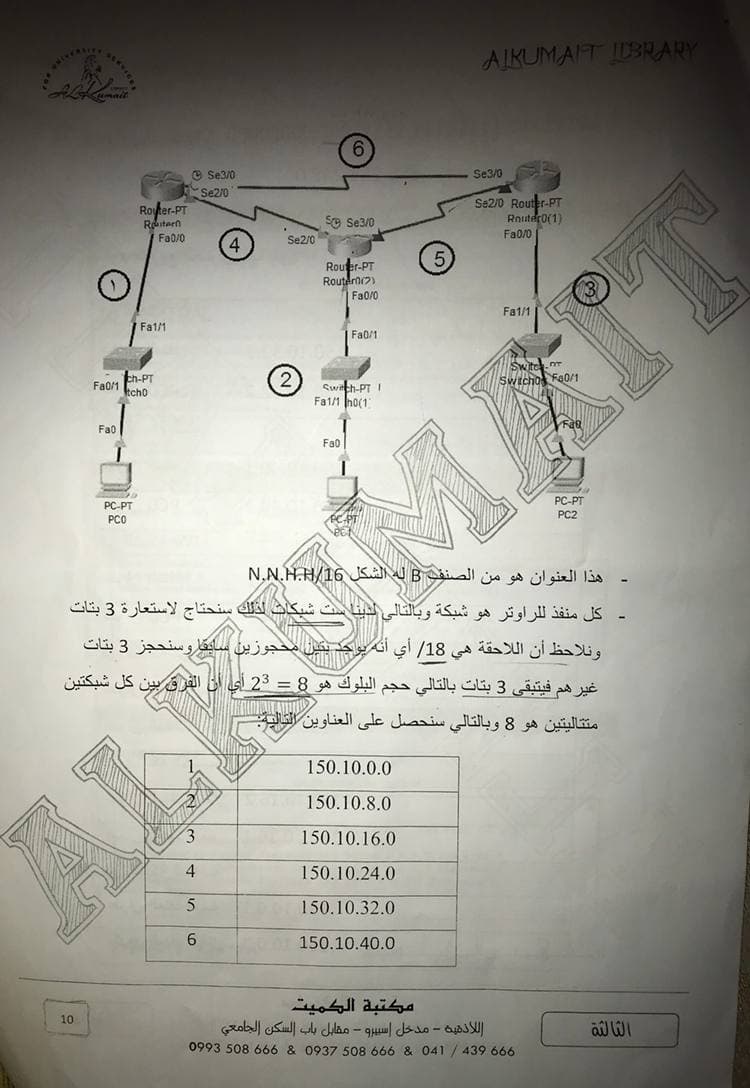 FOR UNIVERSITY SERVICES
ALKumait
ALKUMAIT LIBRARY
6
Se3/0
Se3/0
Se2/0
Se2/0
Router-PT
Router0
Fa0/0
4
Se3/0
Se2/0
5
Router-PT
Router0(1)
Fa0/0
Router-PT
Router0(2)
Fa0/0
١
3
Fa1/1
Fa0/1
Fa1/1
ch-PT
tch0
Fa0/1
2
Switch-PT
h0(1)
Fa1/1
Switch-PT
Fa0/1
Fa0
Fa0
Fa0
PC-PT
PC0
PC-PT
PC1
PC-PT
PC2
ALKUMAIT
- هذا العنوان هو من الصنف B له الشكل N.N.H.H/16
- كل منفذ للراوتر هو شبكة وبالتالي لدينا ست شبكات لذلك سنحتاج لاستعارة 3 بتات
ونلاحظ أن اللاحقة هي 18/ أي أنه يوجد بتين محجوزين سابقا وسنحجز 3 بتات
غيرهم فيتبقى 3 بتات بالتالي حجم البلوك هو 2³ = 8 أي أن الفرق بين كل شبكتين
متتاليتين هو 8 وبالتالي سنحصل على العناوين التالية:
1 150.10.0.0
2 150.10.8.0
3 150.10.16.0
4 150.10.24.0
5 150.10.32.0
6 150.10.40.0
مكتبة الكميت
اللاذقية - مدخل إسبيرو - مقابل باب السكن الجامعي
0993 508 666 & 0937 508 666 & 041 / 439 666
10
الثالثة